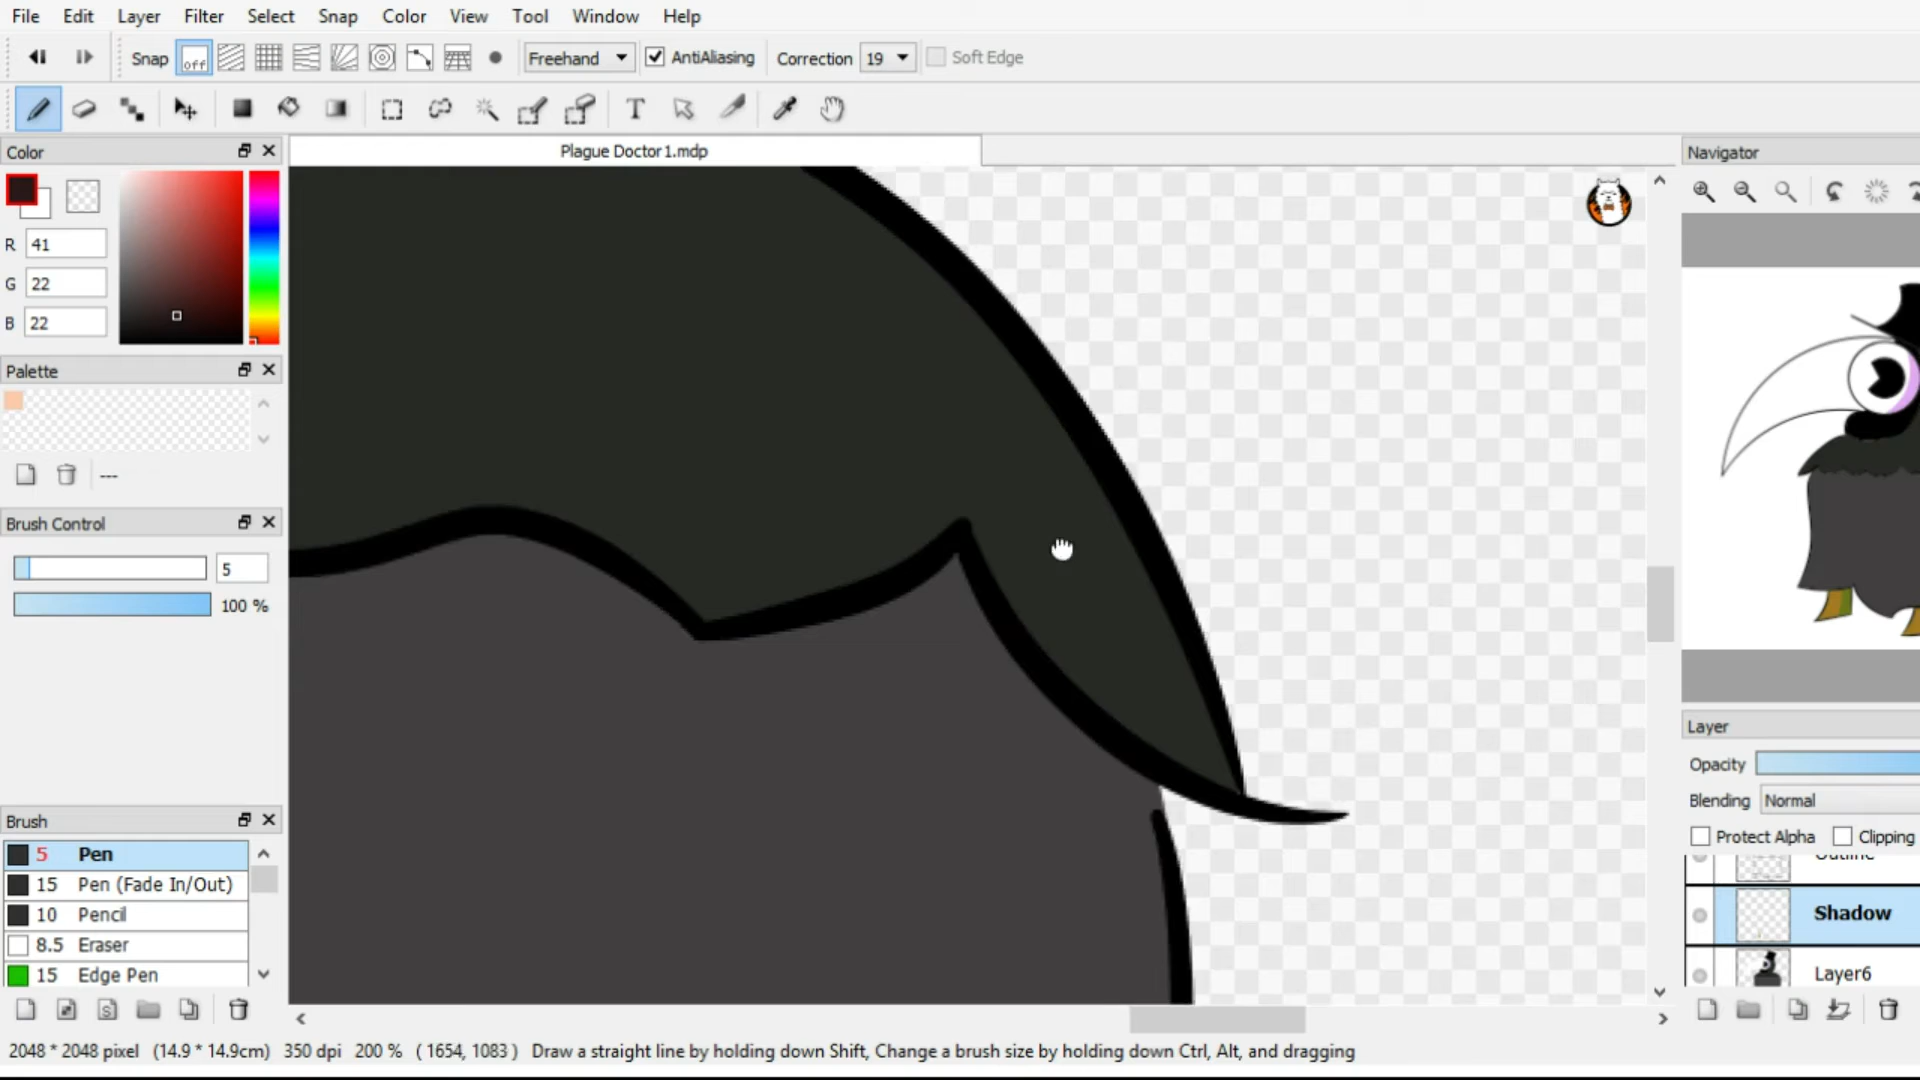 File Edit Layer Filter Select Snap Color View Tool Window Help
Snap off Freehand AntiAliasing Correction 19 Soft Edge
T
Color
Plague Doctor1.mdp
Navigator
R 41
G 22
B 22
Palette
---
Brush Control
5
100 %
Layer
Opacity
Blending Normal
Brush
Protect Alpha Clipping
5 Pen
Outline
15 Pen (Fade In/Out)
10 Pencil
Shadow
8.5 Eraser
15 Edge Pen
Layer6
2048 * 2048 pixel (14.9 * 14.9cm) 350 dpi 200 % ( 1654, 1083 ) Draw a straight line by holding down Shift, Change a brush size by holding down Ctrl, Alt, and dragging